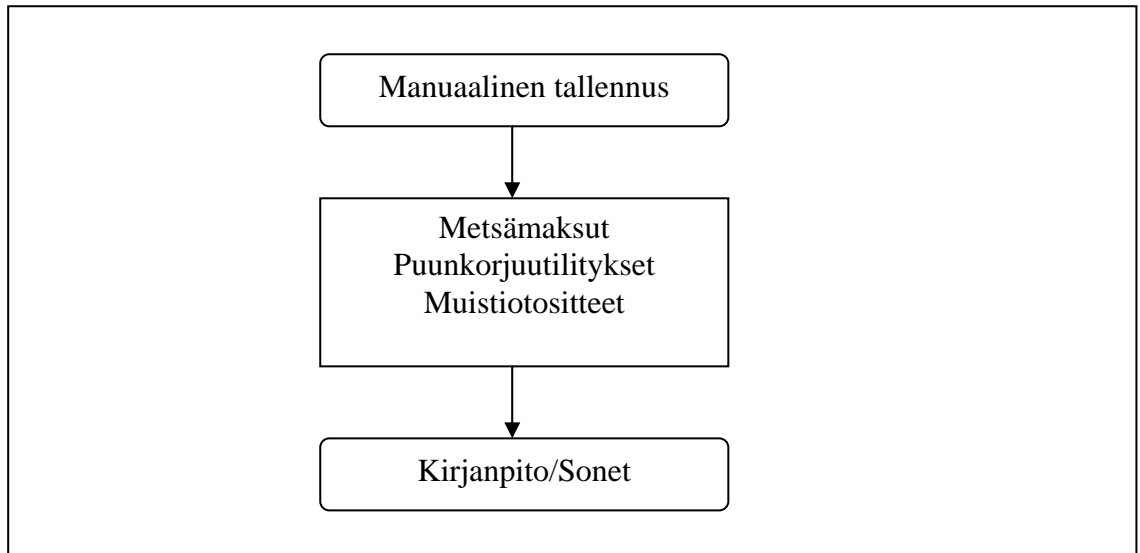 Manuaalinen tallennus
Metsämaksut
Puunkorjuutilitykset
Muistiotositteet
Kirjanpito/Sonet